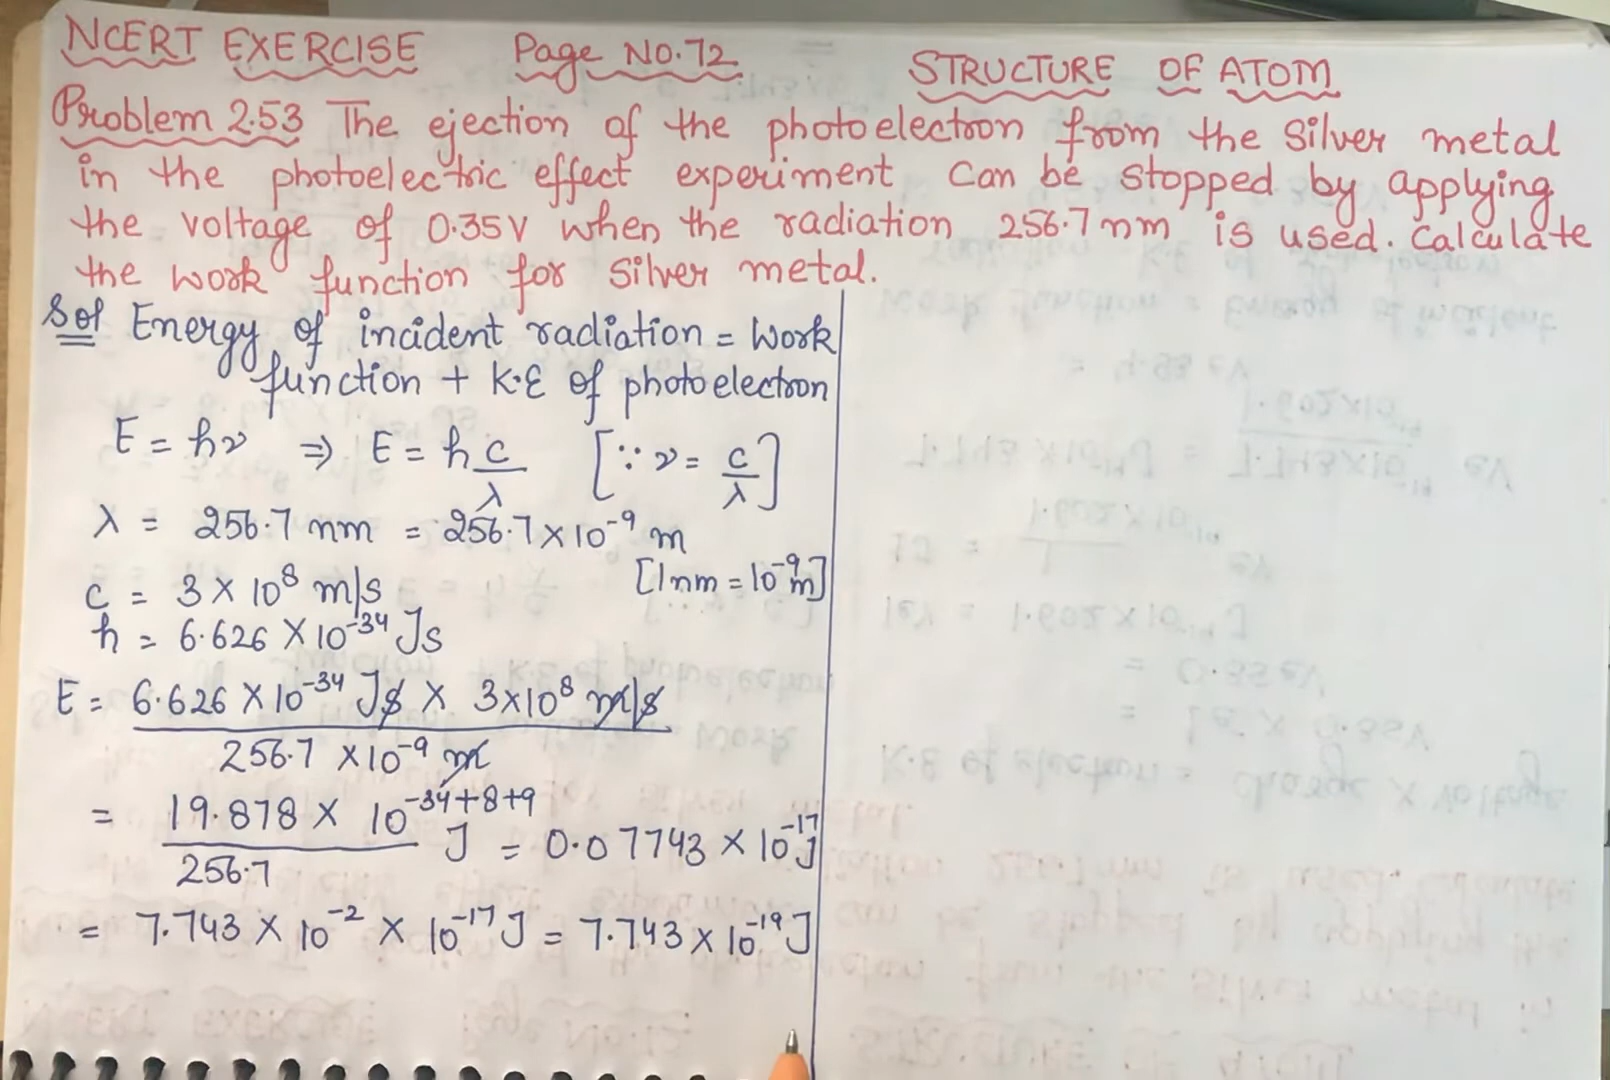 NCERT EXERCISE Page No.72 STRUCTURE OF ATOM
Problem 2.53 The ejection of the photoelectron from the Silver metal
in the photoelectric effect experiment can be stopped by applying
the voltage of 0.35V when the radiation 256.7 nm is used. Calculate
the work function for Silver metal.
Sol Energy of incident radiation = Work
function + K.E of photoelectron
E = hν ⇒ E = h c/λ [∵ ν = c/λ]
λ = 256.7 nm = 256.7 × 10⁻⁹ m
[1nm = 10⁻⁹ m]
c = 3 × 10⁸ m/s
h = 6.626 × 10⁻³⁴ Js
E = 6.626 × 10⁻³⁴ Js × 3×10⁸ m/s
256.7 × 10⁻⁹ m
= 19.878 × 10⁻³⁴⁺⁸⁺⁹ J = 0.07743 × 10⁻¹⁷ J
256.7
= 7.743 × 10⁻² × 10⁻¹⁷ J = 7.743 × 10⁻¹⁹ J